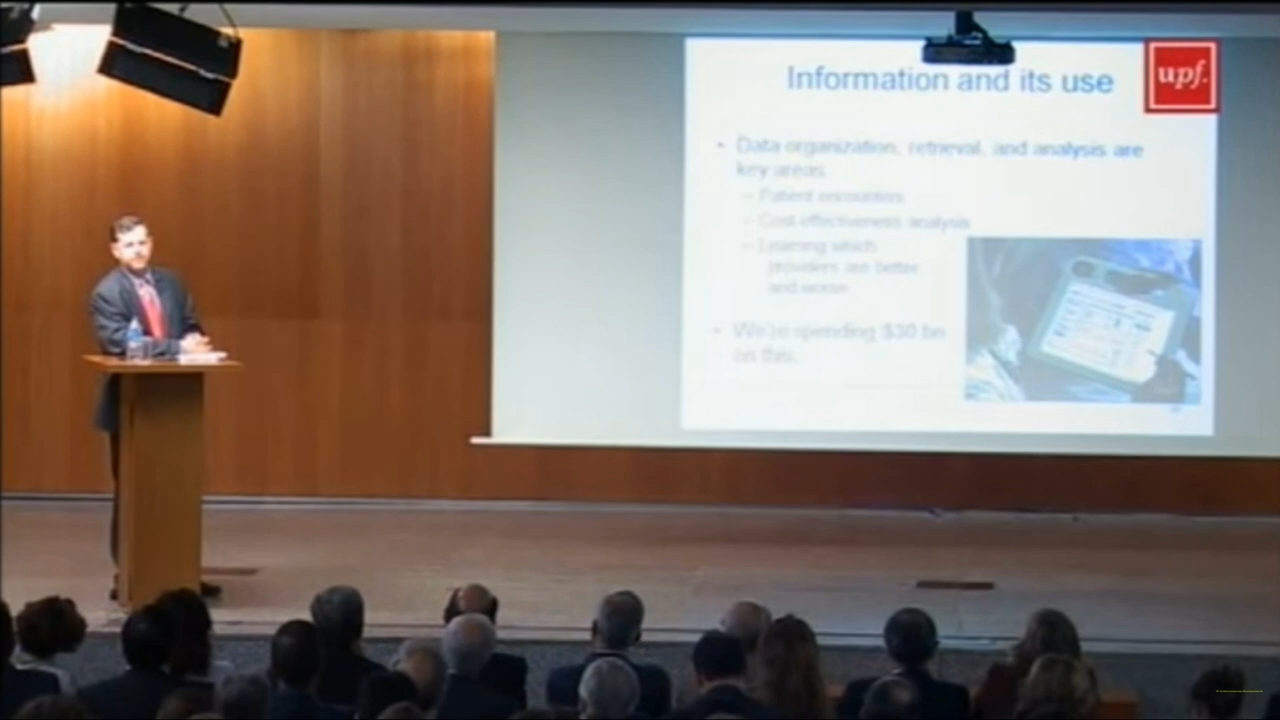 Information and its use
upf.
• Data organization, retrieval, and analysis are
key areas
– Patient encounters
– Cost-effectiveness analysis
– Learning which
providers are better
and worse
• We're spending $30 bn
on this.